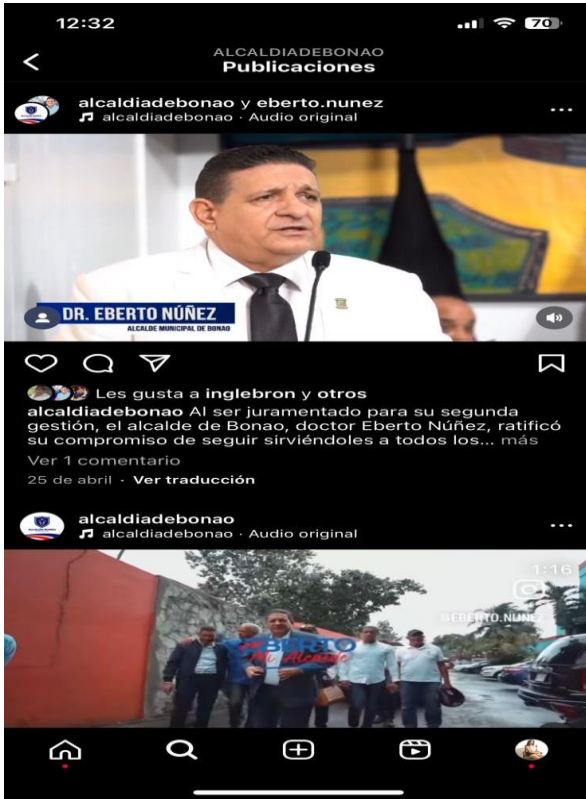 12:32
70
ALCALDIADEBONAO
Publicaciones
alcaldiadebonao y eberto.nunez
alcaldiadebonao · Audio original
DR. EBERTO NÚÑEZ
ALCALDE MUNICIPAL DE BONAO
Les gusta a inglebron y otros
alcaldiadebonao Al ser juramentado para su segunda
gestión, el alcalde de Bonao, doctor Eberto Núñez, ratificó
su compromiso de seguir sirviéndoles a todos los... más
Ver 1 comentario
25 de abril · Ver traducción
alcaldiadebonao
alcaldiadebonao · Audio original
1:16
@EBERTO.NUNEZ
Mi Alcalde